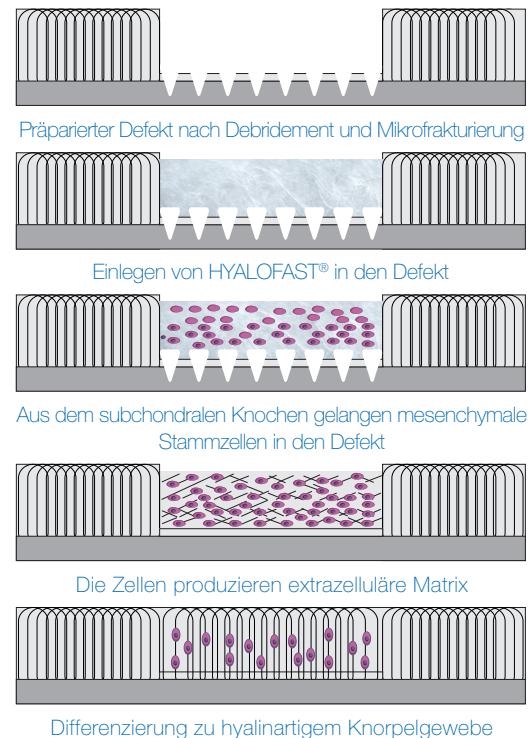 Präparierter Defekt nach Debridement und Mikrofrakturierung
Einlegen von HYALOFAST® in den Defekt
Aus dem subchondralen Knochen gelangen mesenchymale
Stammzellen in den Defekt
Die Zellen produzieren extrazelluläre Matrix
Differenzierung zu hyalinartigem Knorpelgewebe